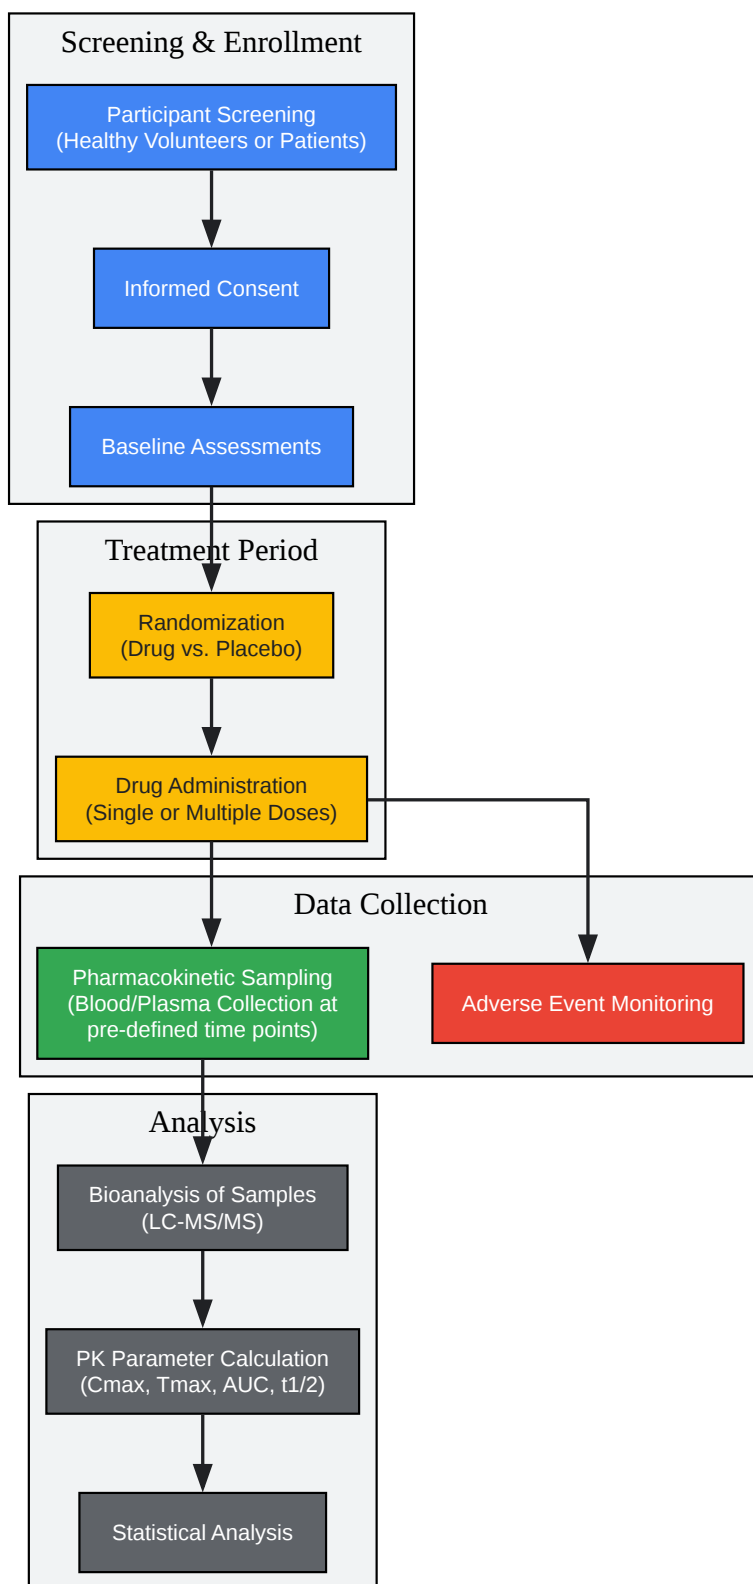 Screening & Enrollment
Participant Screening
(Healthy Volunteers or Patients)
Informed Consent
Baseline Assessments
Treatment Period
Randomization
(Drug vs. Placebo)
Drug Administration
(Single or Multiple Doses)
Data Collection
Pharmacokinetic Sampling
(Blood/Plasma Collection at
pre-defined time points)
Adverse Event Monitoring
Analysis
Bioanalysis of Samples
(LC-MS/MS)
PK Parameter Calculation
(Cmax, Tmax, AUC, t1/2)
Statistical Analysis